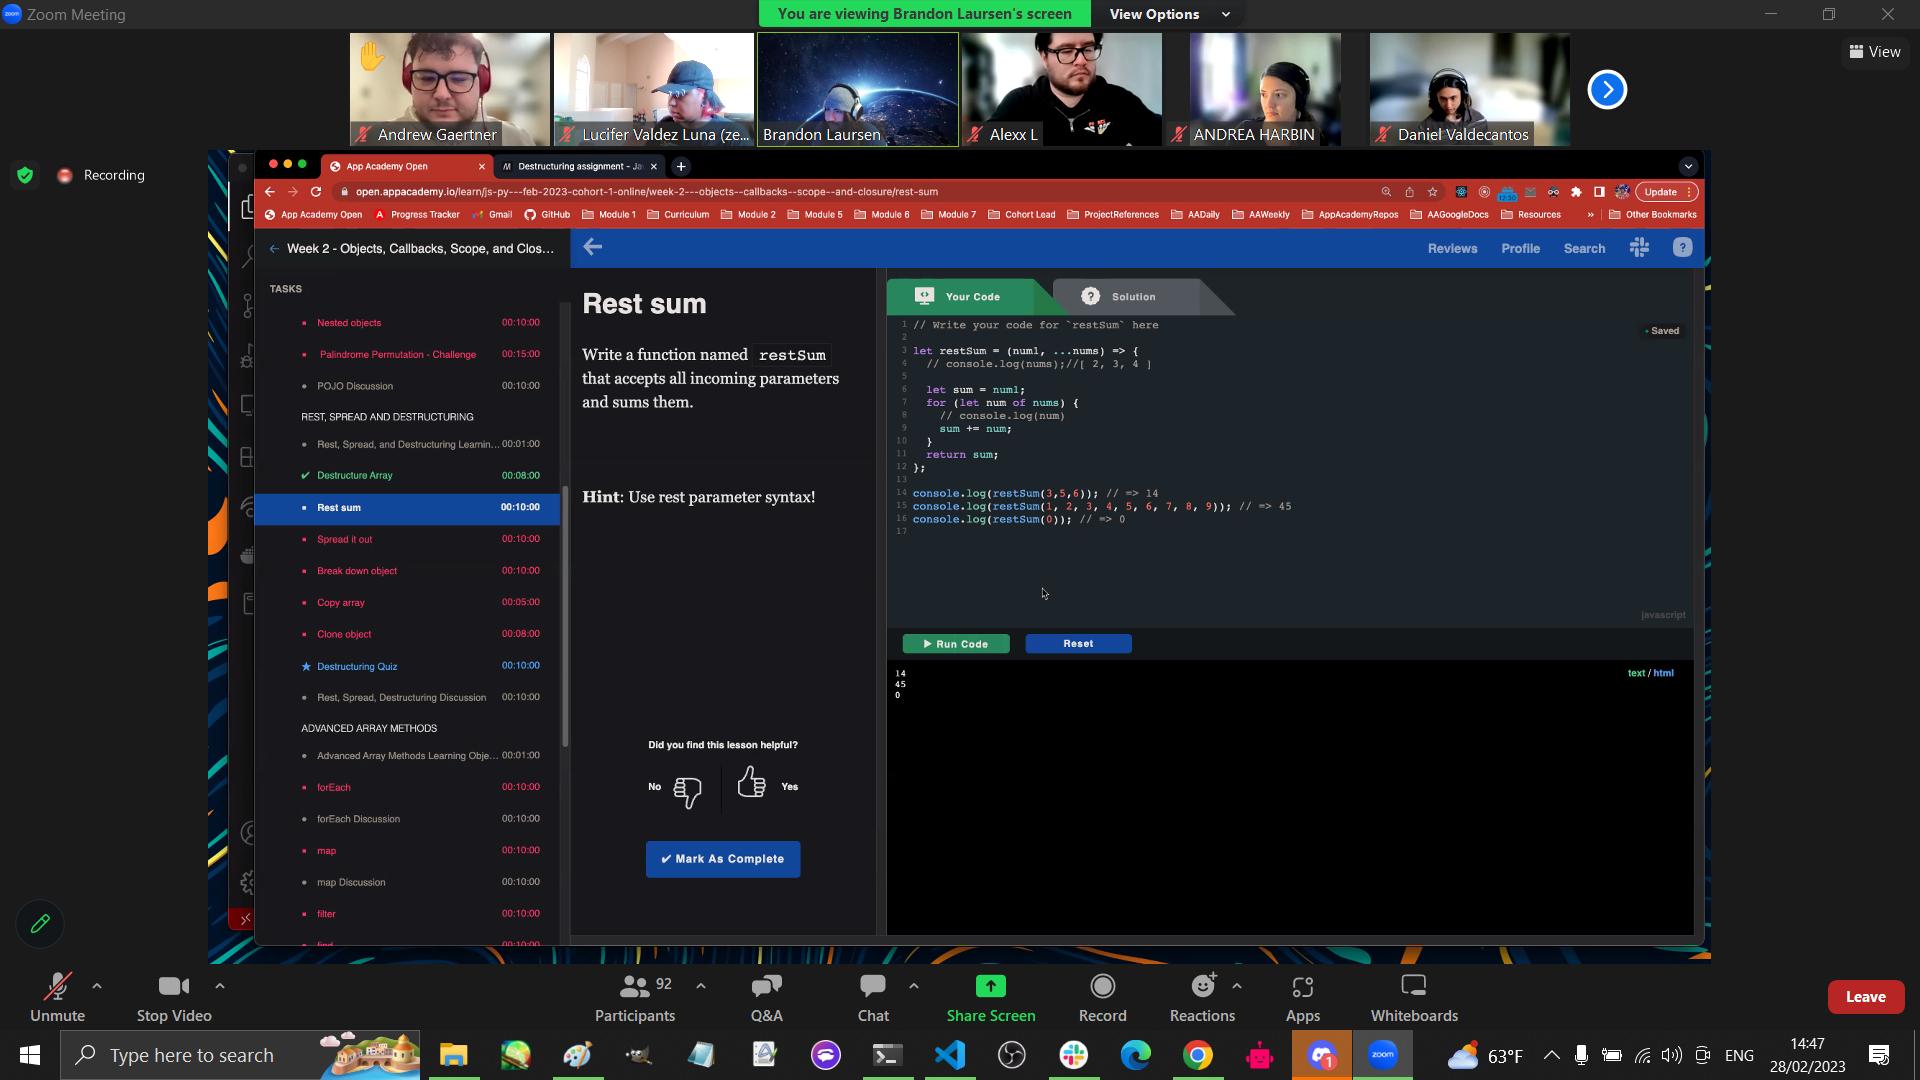 zoom Zoom Meeting
You are viewing Brandon Laursen's screen
View Options
View
Andrew Gaertner
Lucifer Valdez Luna (ze...
Brandon Laursen
Alexx L
ANDREA HARBIN
Daniel Valdecantos
Recording
App Academy Open
Destructuring assignment - Ja
open.appacademy.io/learn/js-py---feb-2023-cohort-1-online/week-2---objects--callbacks--scope--and-closure/rest-sum
Update
App Academy Open
Progress Tracker
Gmail
GitHub
Module 1
Curriculum
Module 2
Module 5
Module 6
Module 7
Cohort Lead
ProjectReferences
AADaily
AAWeekly
AppAcademyRepos
AAGoogleDocs
Resources
»
Other Bookmarks
← Week 2 - Objects, Callbacks, Scope, and Clos...
Reviews
Profile
Search
?
TASKS
Nested objects 00:10:00
Palindrome Permutation - Challenge 00:15:00
POJO Discussion 00:10:00
REST, SPREAD AND DESTRUCTURING
Rest, Spread, and Destructuring Learnin... 00:01:00
Destructure Array 00:08:00
Rest sum 00:10:00
Spread it out 00:10:00
Break down object 00:10:00
Copy array 00:05:00
Clone object 00:08:00
Destructuring Quiz 00:10:00
Rest, Spread, Destructuring Discussion 00:10:00
ADVANCED ARRAY METHODS
Advanced Array Methods Learning Obje... 00:01:00
forEach 00:10:00
forEach Discussion 00:10:00
map 00:10:00
map Discussion 00:10:00
filter 00:10:00
find 00:10:00
Rest sum
Write a function named restSum
that accepts all incoming parameters
and sums them.
Hint: Use rest parameter syntax!
Did you find this lesson helpful?
No
Yes
✔ Mark As Complete
Your Code
? Solution
Saved
1 // Write your code for `restSum` here
2
3 let restSum = (num1, ...nums) => {
4 // console.log(nums);//[ 2, 3, 4 ]
5
6 let sum = num1;
7 for (let num of nums) {
8 // console.log(num)
9 sum += num;
10 }
11 return sum;
12 };
13
14 console.log(restSum(3,5,6)); // => 14
15 console.log(restSum(1, 2, 3, 4, 5, 6, 7, 8, 9)); // => 45
16 console.log(restSum(0)); // => 0
17
javascript
Run Code
Reset
text / html
14
45
0
Unmute
Stop Video
92
Participants
Q&A
Chat
Share Screen
Record
Reactions
Apps
Whiteboards
Leave
Type here to search
1
zoom
63°F
ENG
14:47
28/02/2023